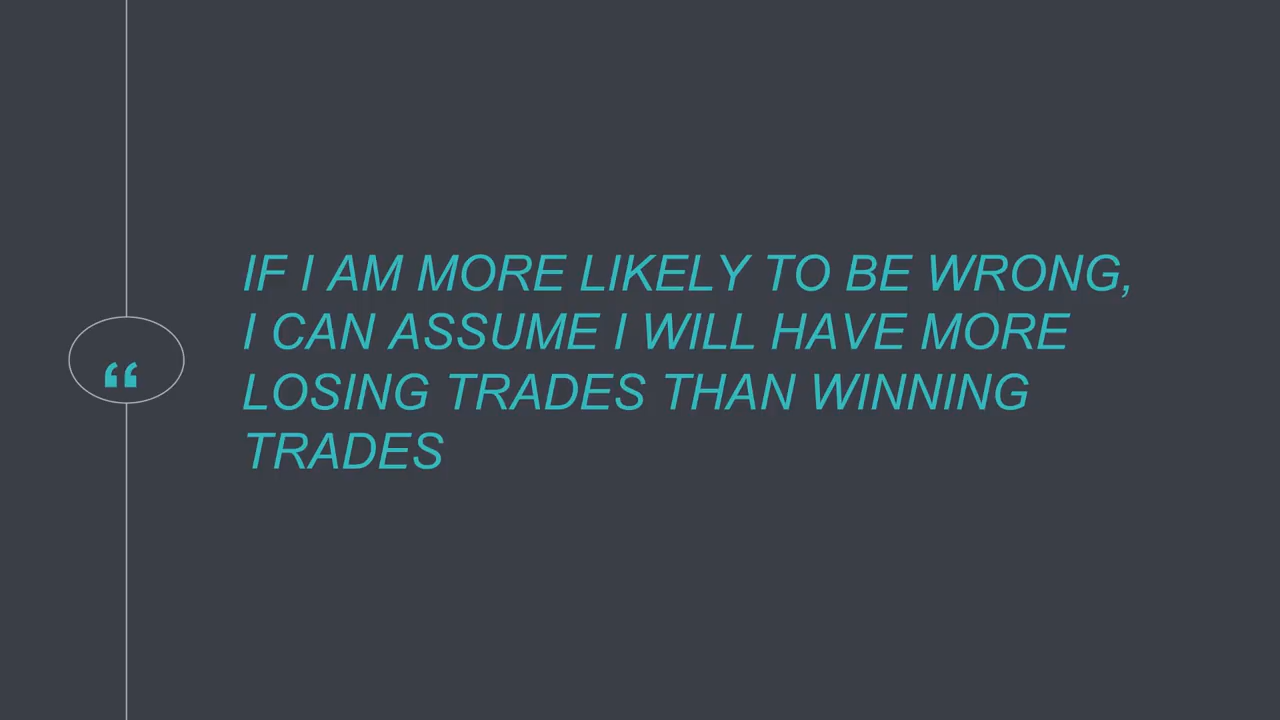 “
IF I AM MORE LIKELY TO BE WRONG,
I CAN ASSUME I WILL HAVE MORE
LOSING TRADES THAN WINNING
TRADES